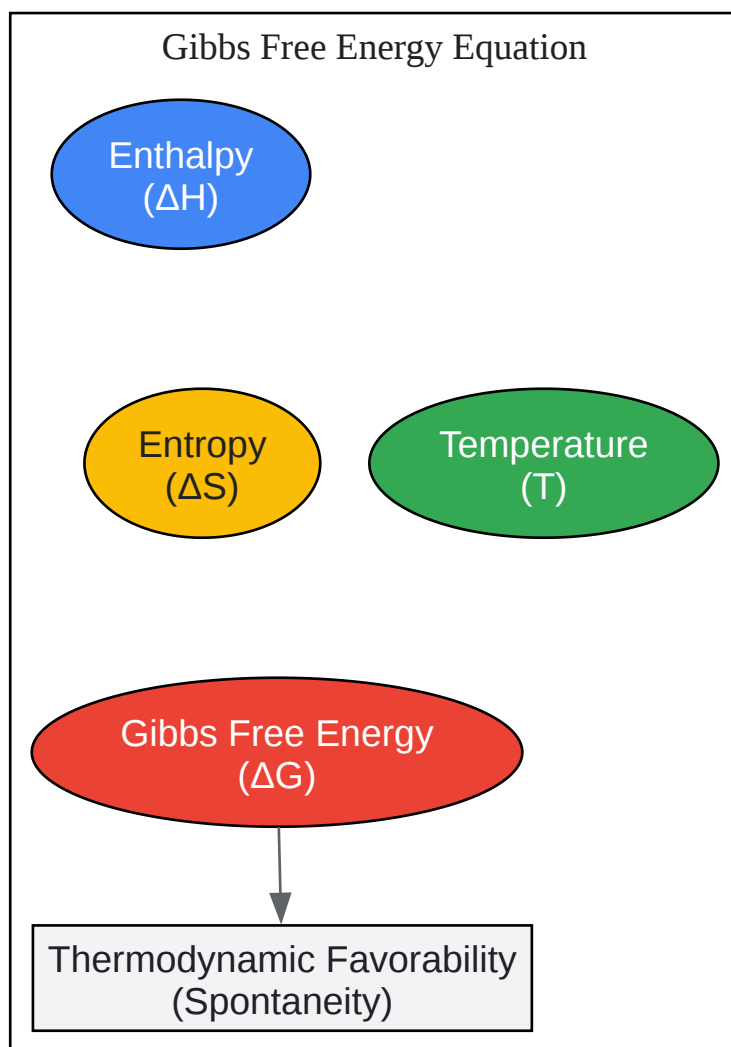 Gibbs Free Energy Equation
Enthalpy
(ΔH)
Entropy
(ΔS)
Temperature
(T)
Gibbs Free Energy
(ΔG)
Thermodynamic Favorability
(Spontaneity)